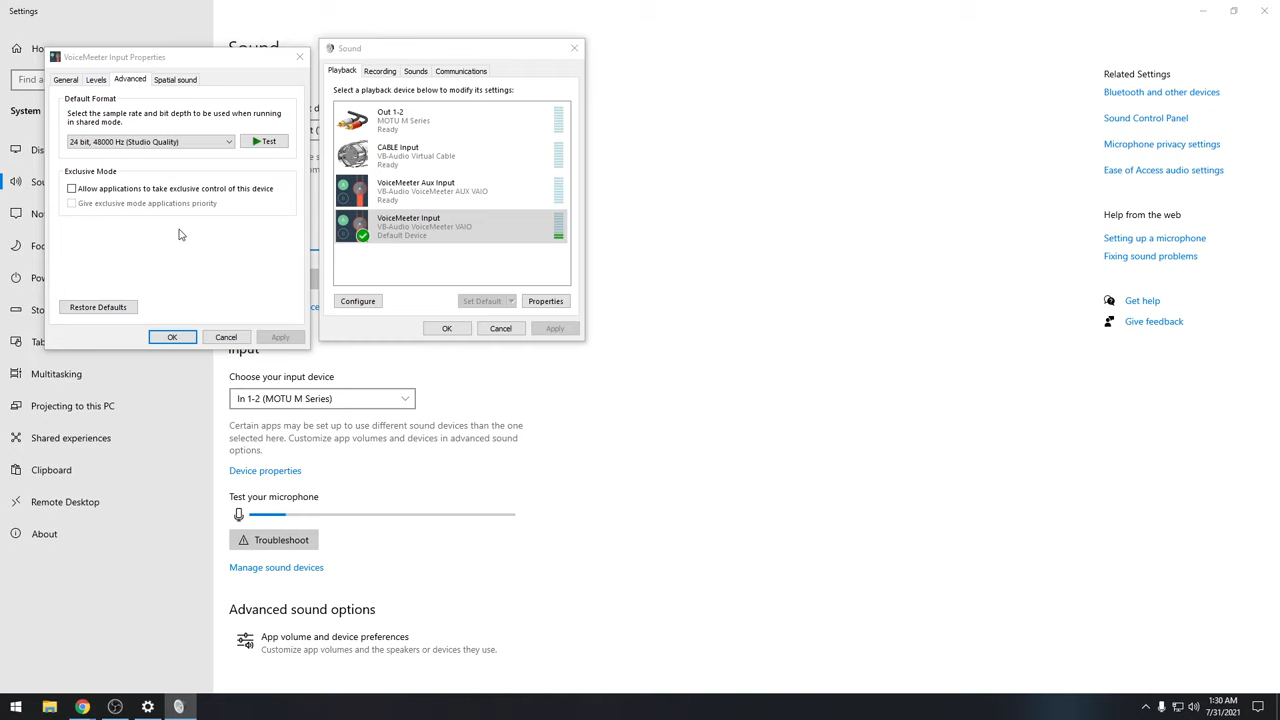 Settings
Ho
Find a
System
Dis
Sou
Not
Foc
Pow
Sto
Tab
Multitasking
Projecting to this PC
Shared experiences
Clipboard
Remote Desktop
About
VoiceMeeter Input Properties
General Levels Advanced Spatial sound
Default Format
Select the sample rate and bit depth to be used when running
in shared mode.
24 bit, 48000 Hz (Studio Quality) Test
Exclusive Mode
Allow applications to take exclusive control of this device
Give exclusive mode applications priority
Restore Defaults
OK Cancel Apply
Sound
Playback Recording Sounds Communications
Select a playback device below to modify its settings:
Out 1-2
MOTU M Series
Ready
CABLE Input
VB-Audio Virtual Cable
Ready
VoiceMeeter Aux Input
VB-Audio VoiceMeeter AUX VAIO
Ready
VoiceMeeter Input
VB-Audio VoiceMeeter VAIO
Default Device
Configure Set Default Properties
OK Cancel Apply
Input
Choose your input device
In 1-2 (MOTU M Series)
Certain apps may be set up to use different sound devices than the one
selected here. Customize app volumes and devices in advanced sound
options.
Device properties
Test your microphone
Troubleshoot
Manage sound devices
Advanced sound options
App volume and device preferences
Customize app volumes and the speakers or devices they use.
Related Settings
Bluetooth and other devices
Sound Control Panel
Microphone privacy settings
Ease of Access audio settings
Help from the web
Setting up a microphone
Fixing sound problems
Get help
Give feedback
1:30 AM
7/31/2021